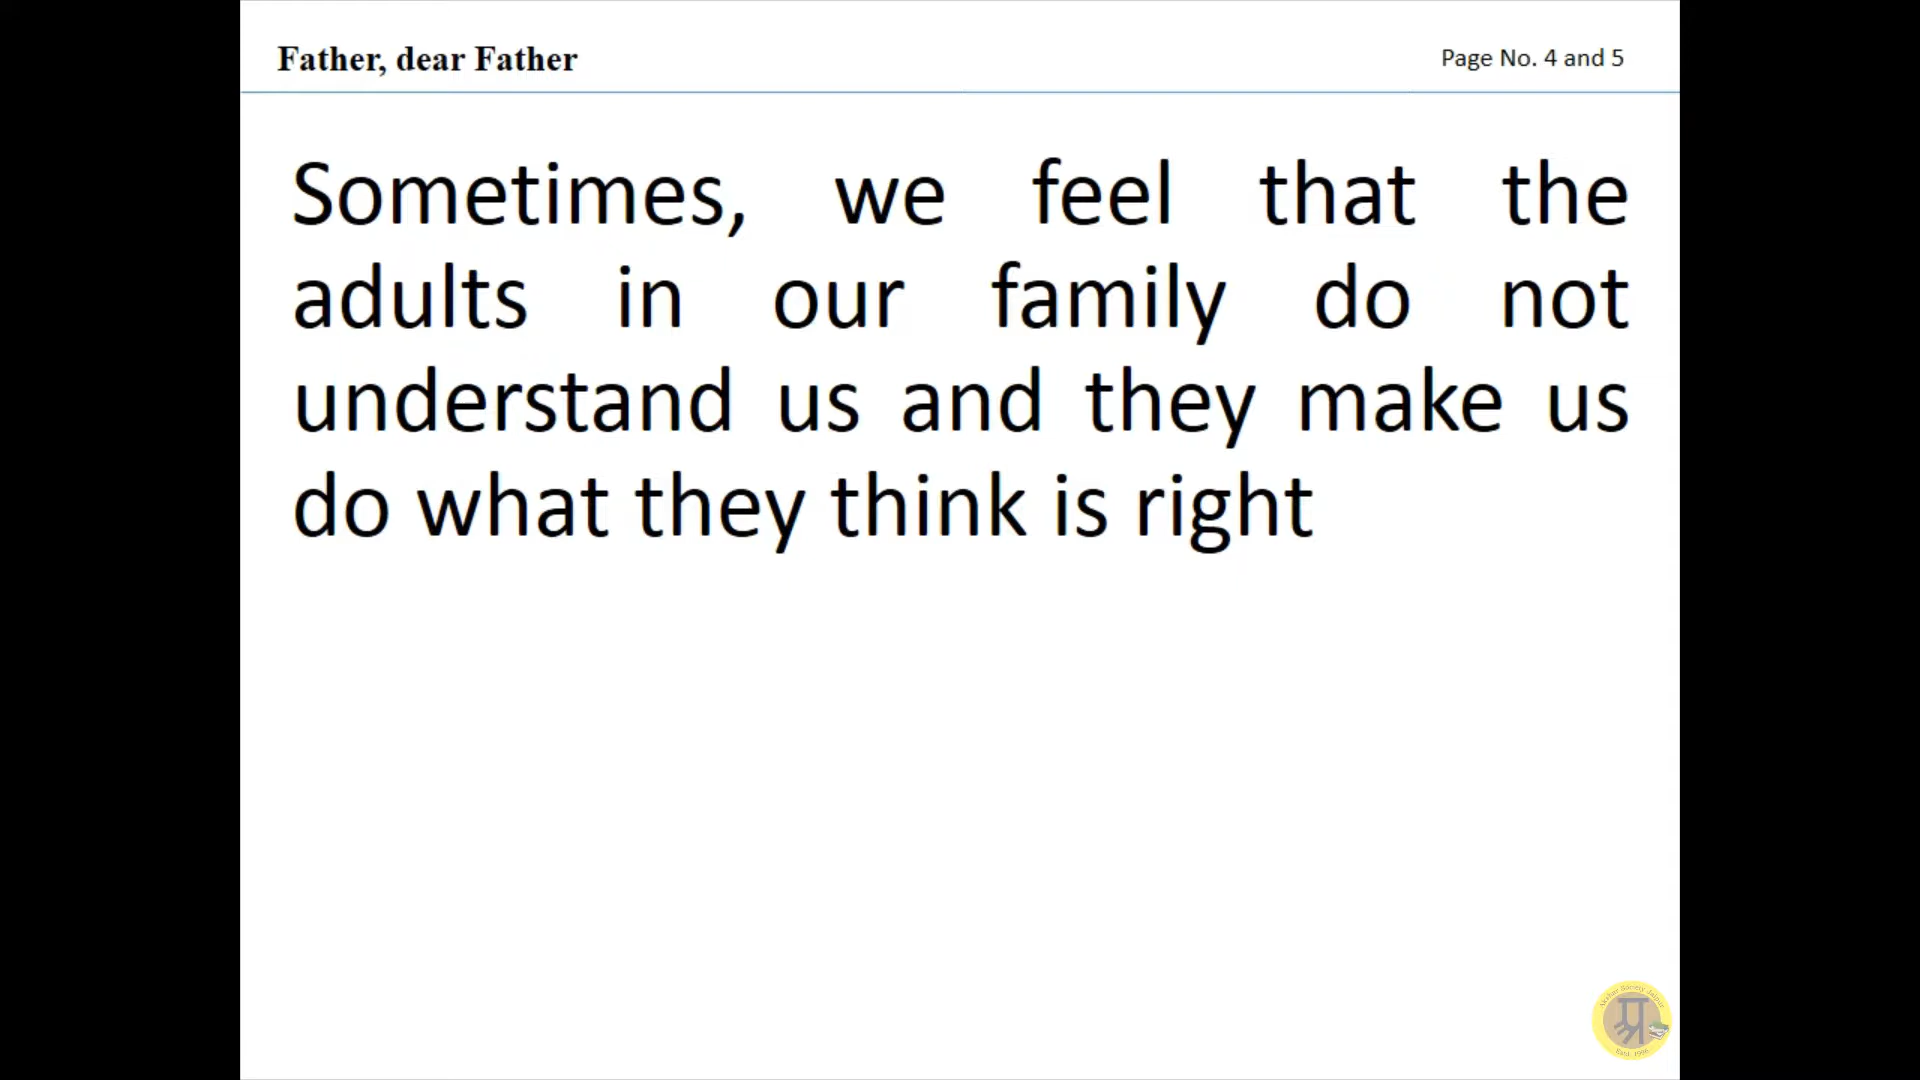 Father, dear Father
Page No. 4 and 5
Sometimes, we feel that the
adults in our family do not
understand us and they make us
do what they think is right